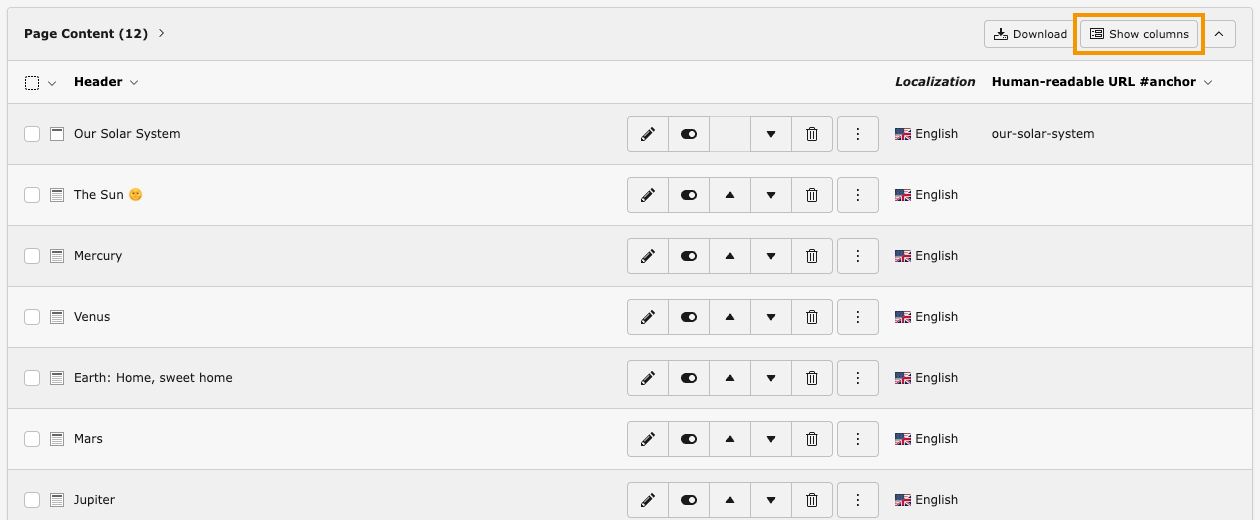 Page Content (12)
Download
Show columns
Header
Localization
Human-readable URL #anchor
Our Solar System
English
our-solar-system
The Sun 🌞
English
Mercury
English
Venus
English
Earth: Home, sweet home
English
Mars
English
Jupiter
English